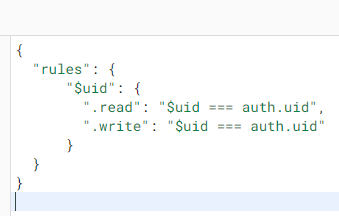 {
  "rules": {
      "$uid": {
        ".read": "$uid === auth.uid",
        ".write": "$uid === auth.uid"
      }
  }
}